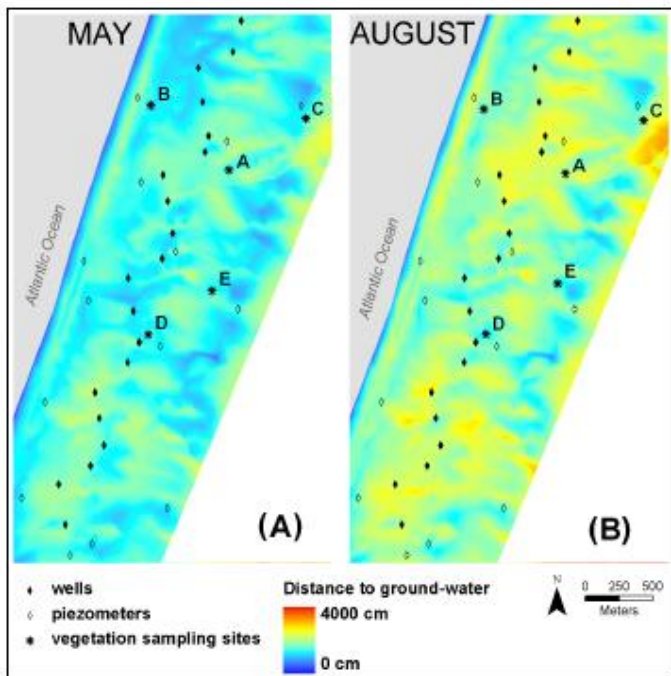 MAY
AUGUST
B
C
A
E
D
Atlantic Ocean
(A)
B
C
A
E
D
Atlantic Ocean
(B)
wells
piezometers
vegetation sampling sites
Distance to ground-water
4000 cm
0 cm
N
0 250 500
Meters